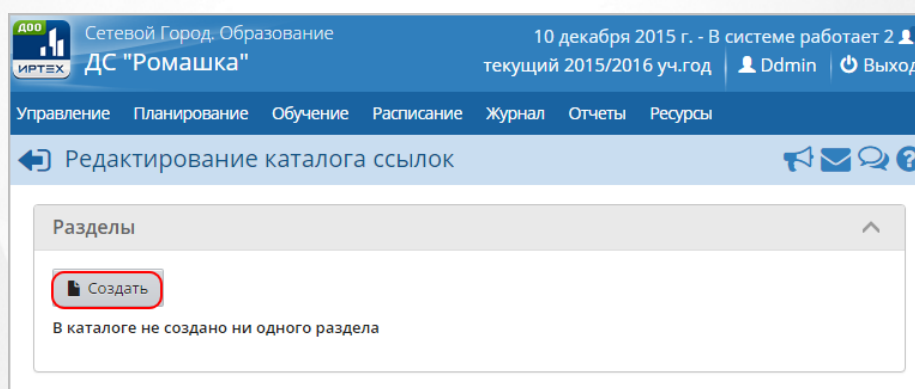 ДОО
ИРТЕХ
Сетевой Город. Образование
ДС "Ромашка"
10 декабря 2015 г. - В системе работает 2
текущий 2015/2016 уч.год Ddmin Выход
Управление Планирование Обучение Расписание Журнал Отчеты Ресурсы
Редактирование каталога ссылок
Разделы
Создать
В каталоге не создано ни одного раздела